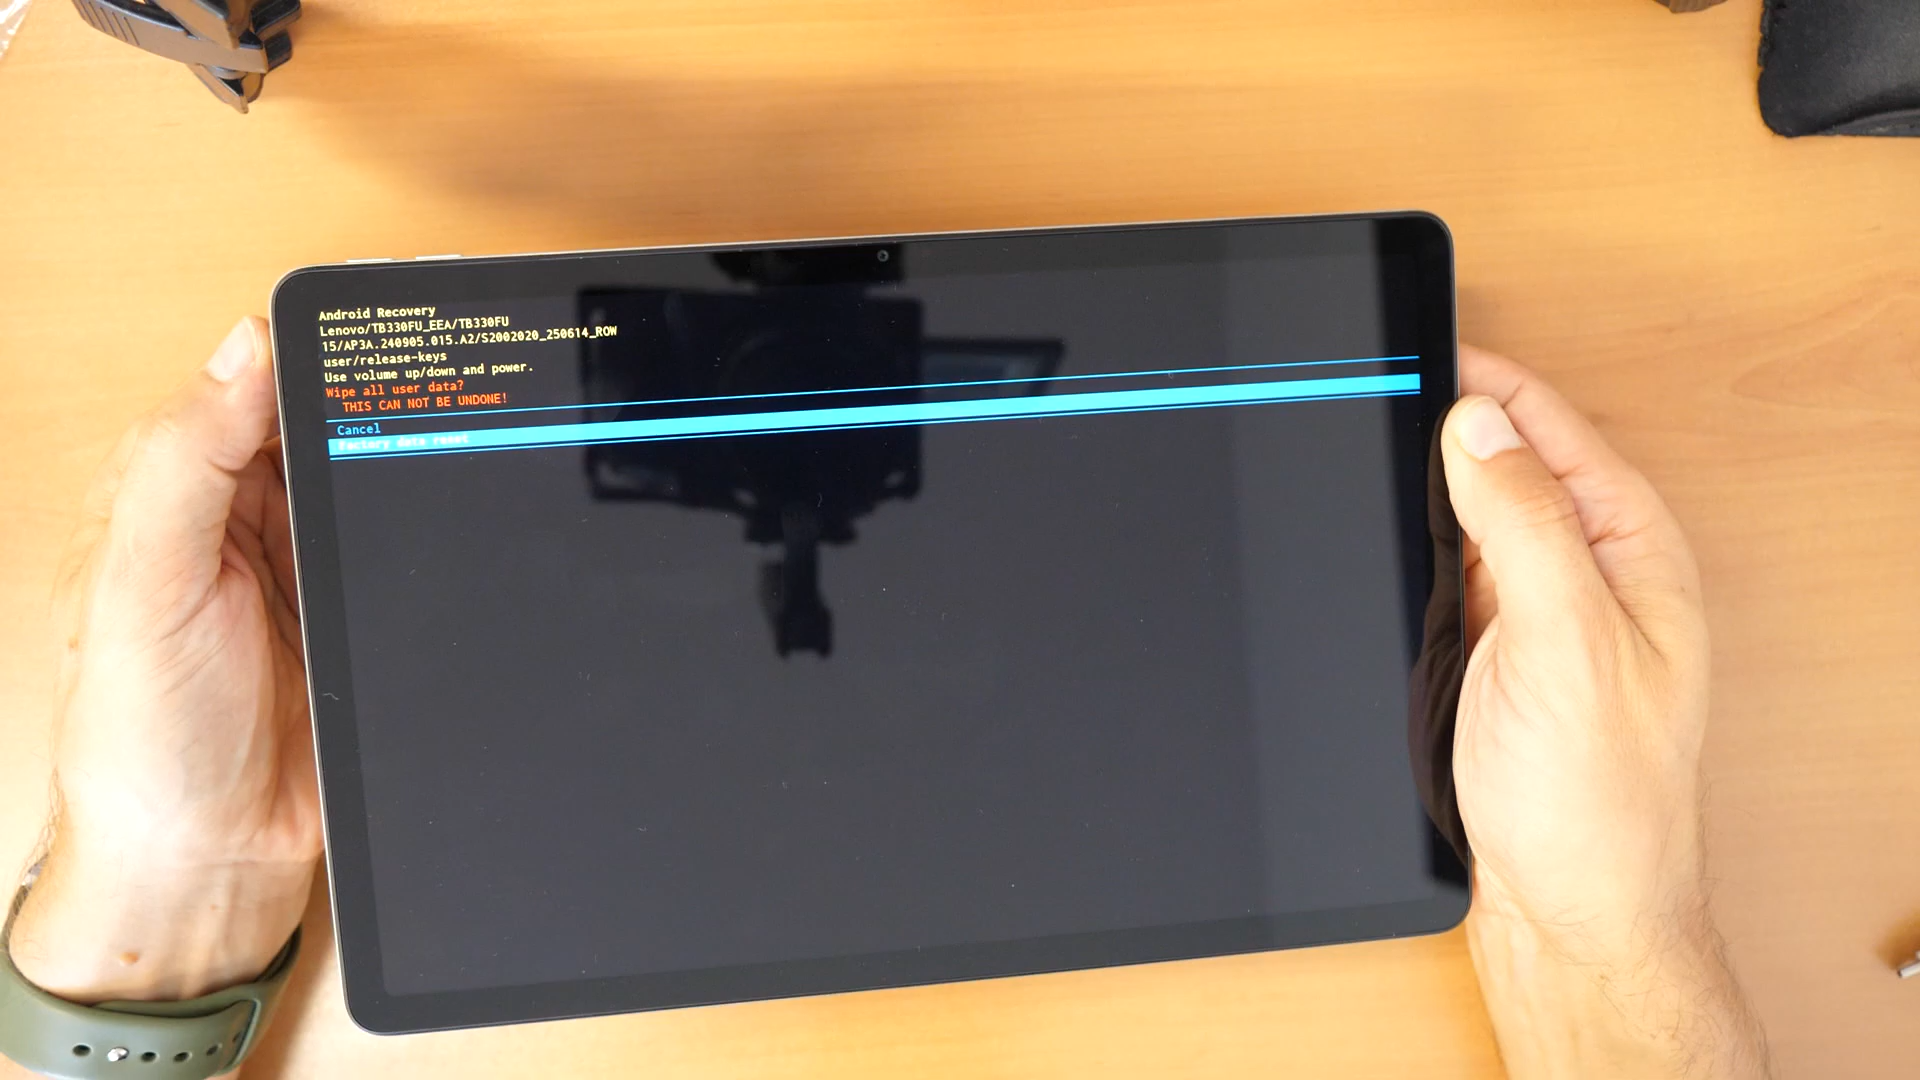 Android Recovery
Lenovo/TB330FU_EEA/TB330FU
15/AP3A.240905.015.A2/S2002020_250614_ROW
user/release-keys
Use volume up/down and power.
Wipe all user data?
THIS CAN NOT BE UNDONE!
Cancel
Factory data reset